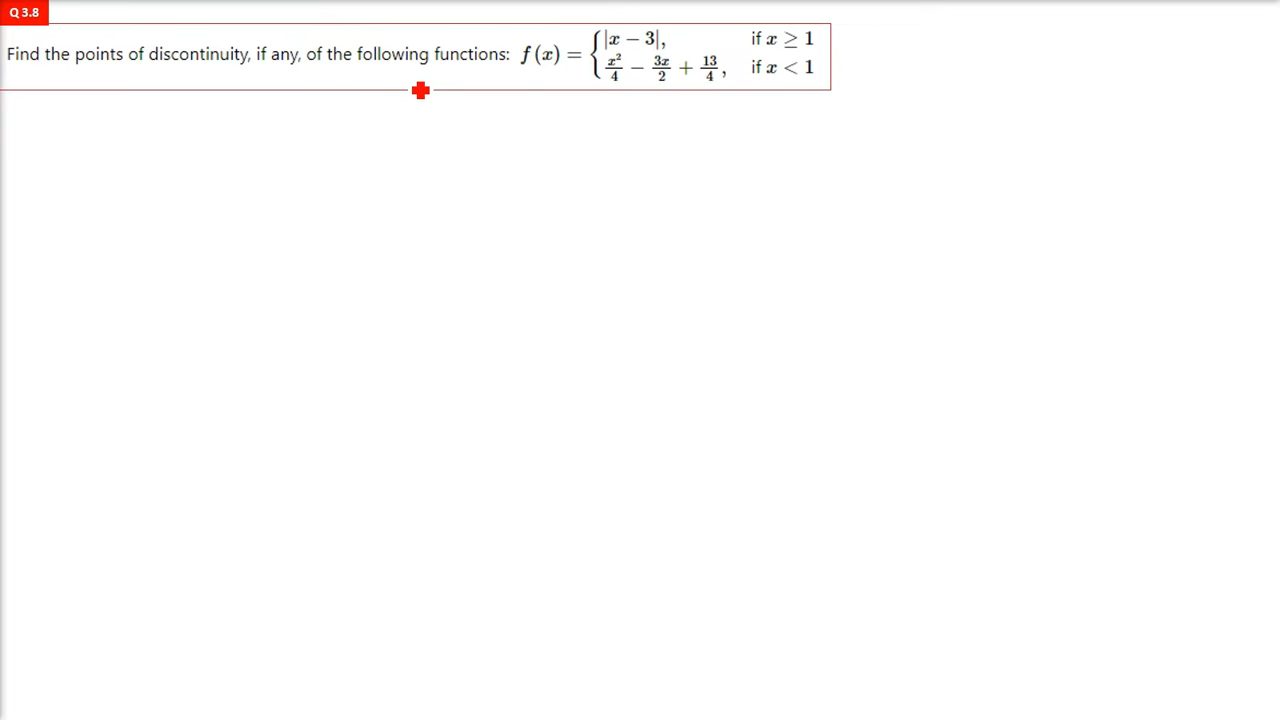 Q 3.8
Find the points of discontinuity, if any, of the following functions: f(x) = { |x − 3|, if x ≥ 1
x²/4 − 3x/2 + 13/4, if x < 1